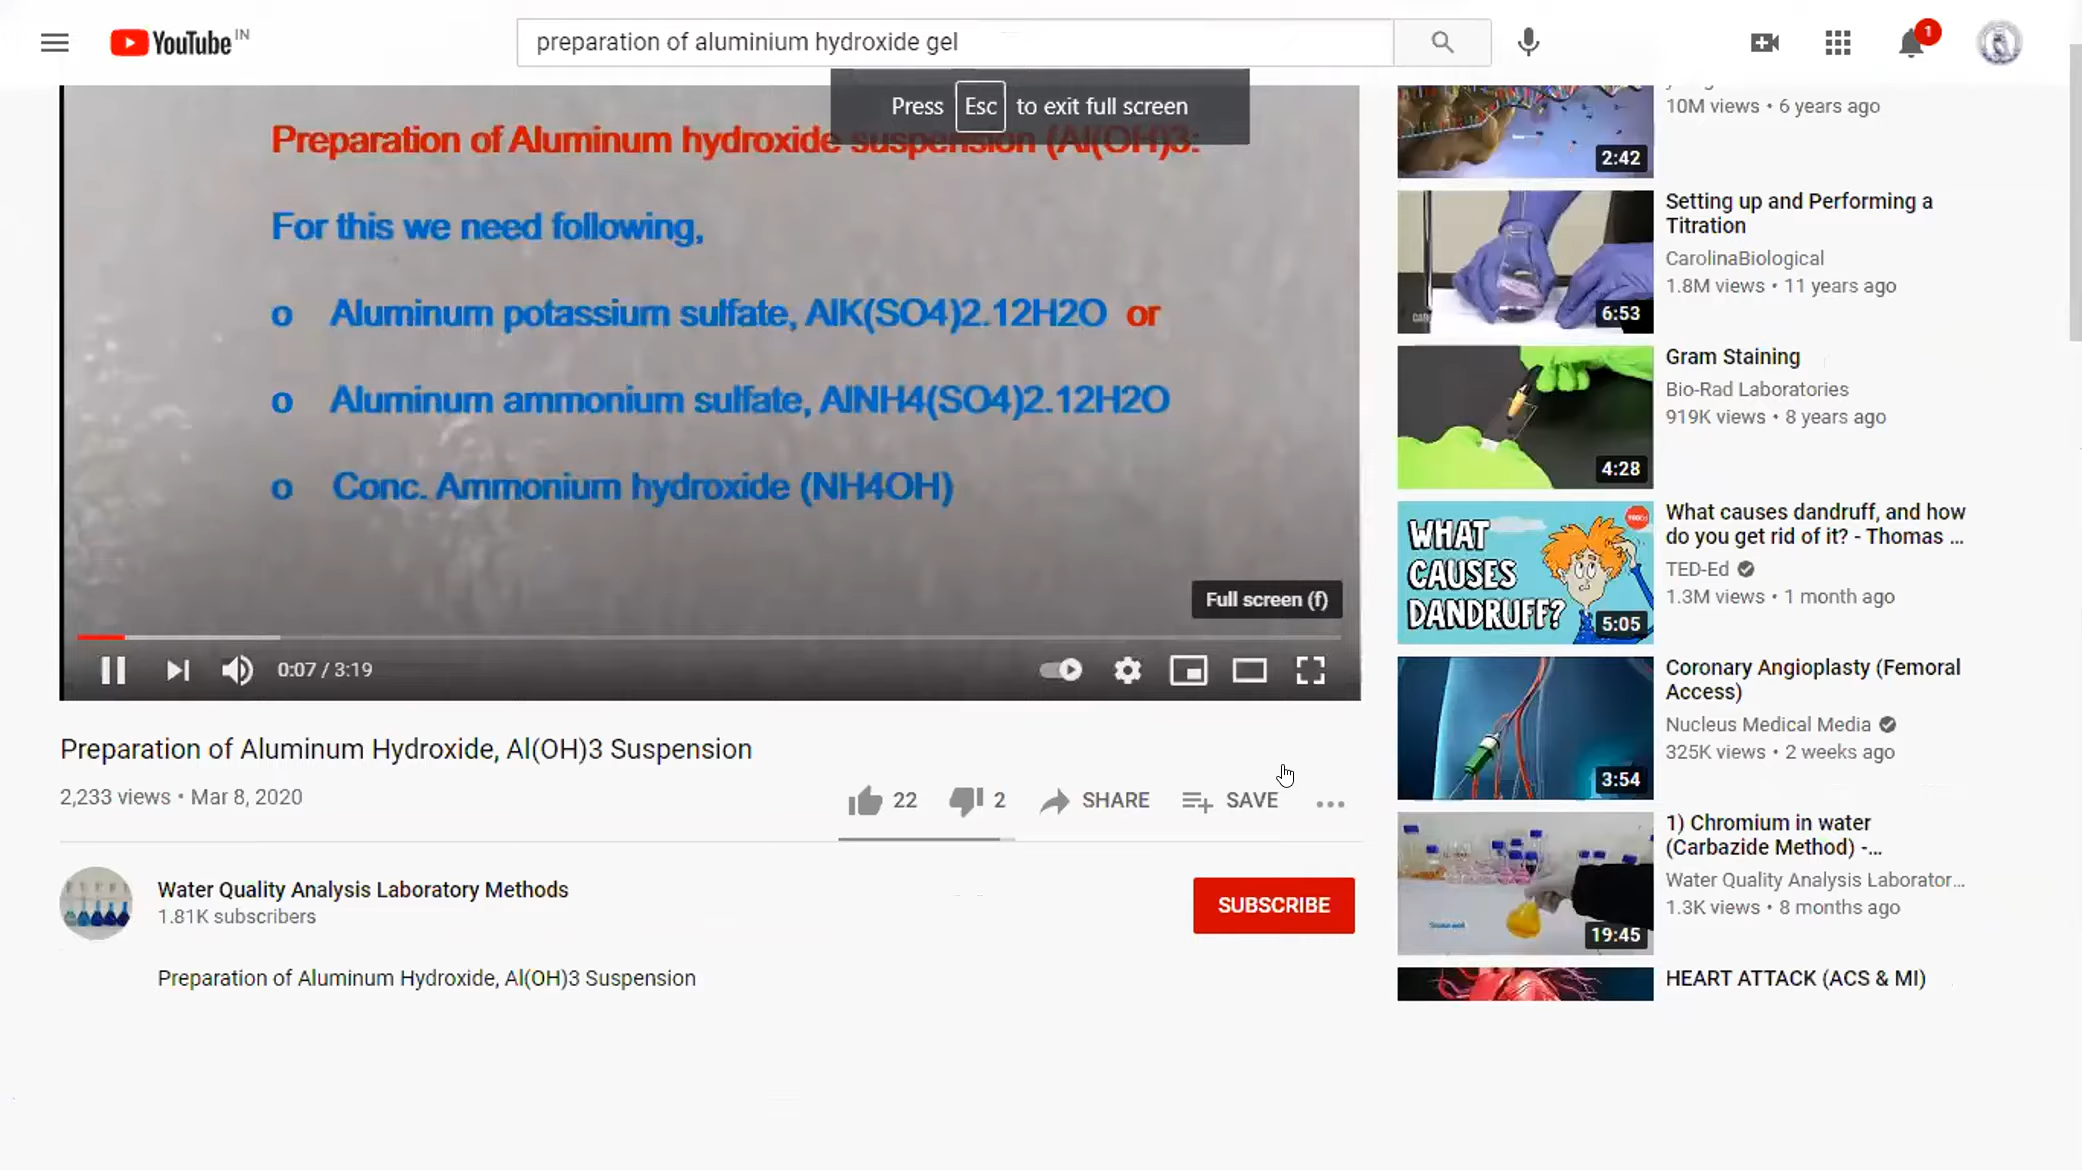 YouTube IN
preparation of aluminium hydroxide gel
1
Press Esc to exit full screen
Preparation of Aluminum hydroxide suspension (Al(OH)3:
For this we need following,
o Aluminum potassium sulfate, AlK(SO4)2.12H2O or
o Aluminum ammonium sulfate, AlNH4(SO4)2.12H2O
o Conc. Ammonium hydroxide (NH4OH)
Full screen (f)
0:07 / 3:19
Preparation of Aluminum Hydroxide, Al(OH)3 Suspension
2,233 views • Mar 8, 2020
22 2 SHARE SAVE
Water Quality Analysis Laboratory Methods
1.81K subscribers
SUBSCRIBE
Preparation of Aluminum Hydroxide, Al(OH)3 Suspension
10M views • 6 years ago
2:42
Setting up and Performing a
Titration
CarolinaBiological
1.8M views • 11 years ago
6:53
Gram Staining
Bio-Rad Laboratories
919K views • 8 years ago
4:28
WHAT
CAUSES
DANDRUFF?
5:05
What causes dandruff, and how
do you get rid of it? - Thomas ...
TED-Ed
1.3M views • 1 month ago
Coronary Angioplasty (Femoral
Access)
Nucleus Medical Media
325K views • 2 weeks ago
3:54
1) Chromium in water
(Carbazide Method) -...
Water Quality Analysis Laborator...
1.3K views • 8 months ago
19:45
HEART ATTACK (ACS & MI)